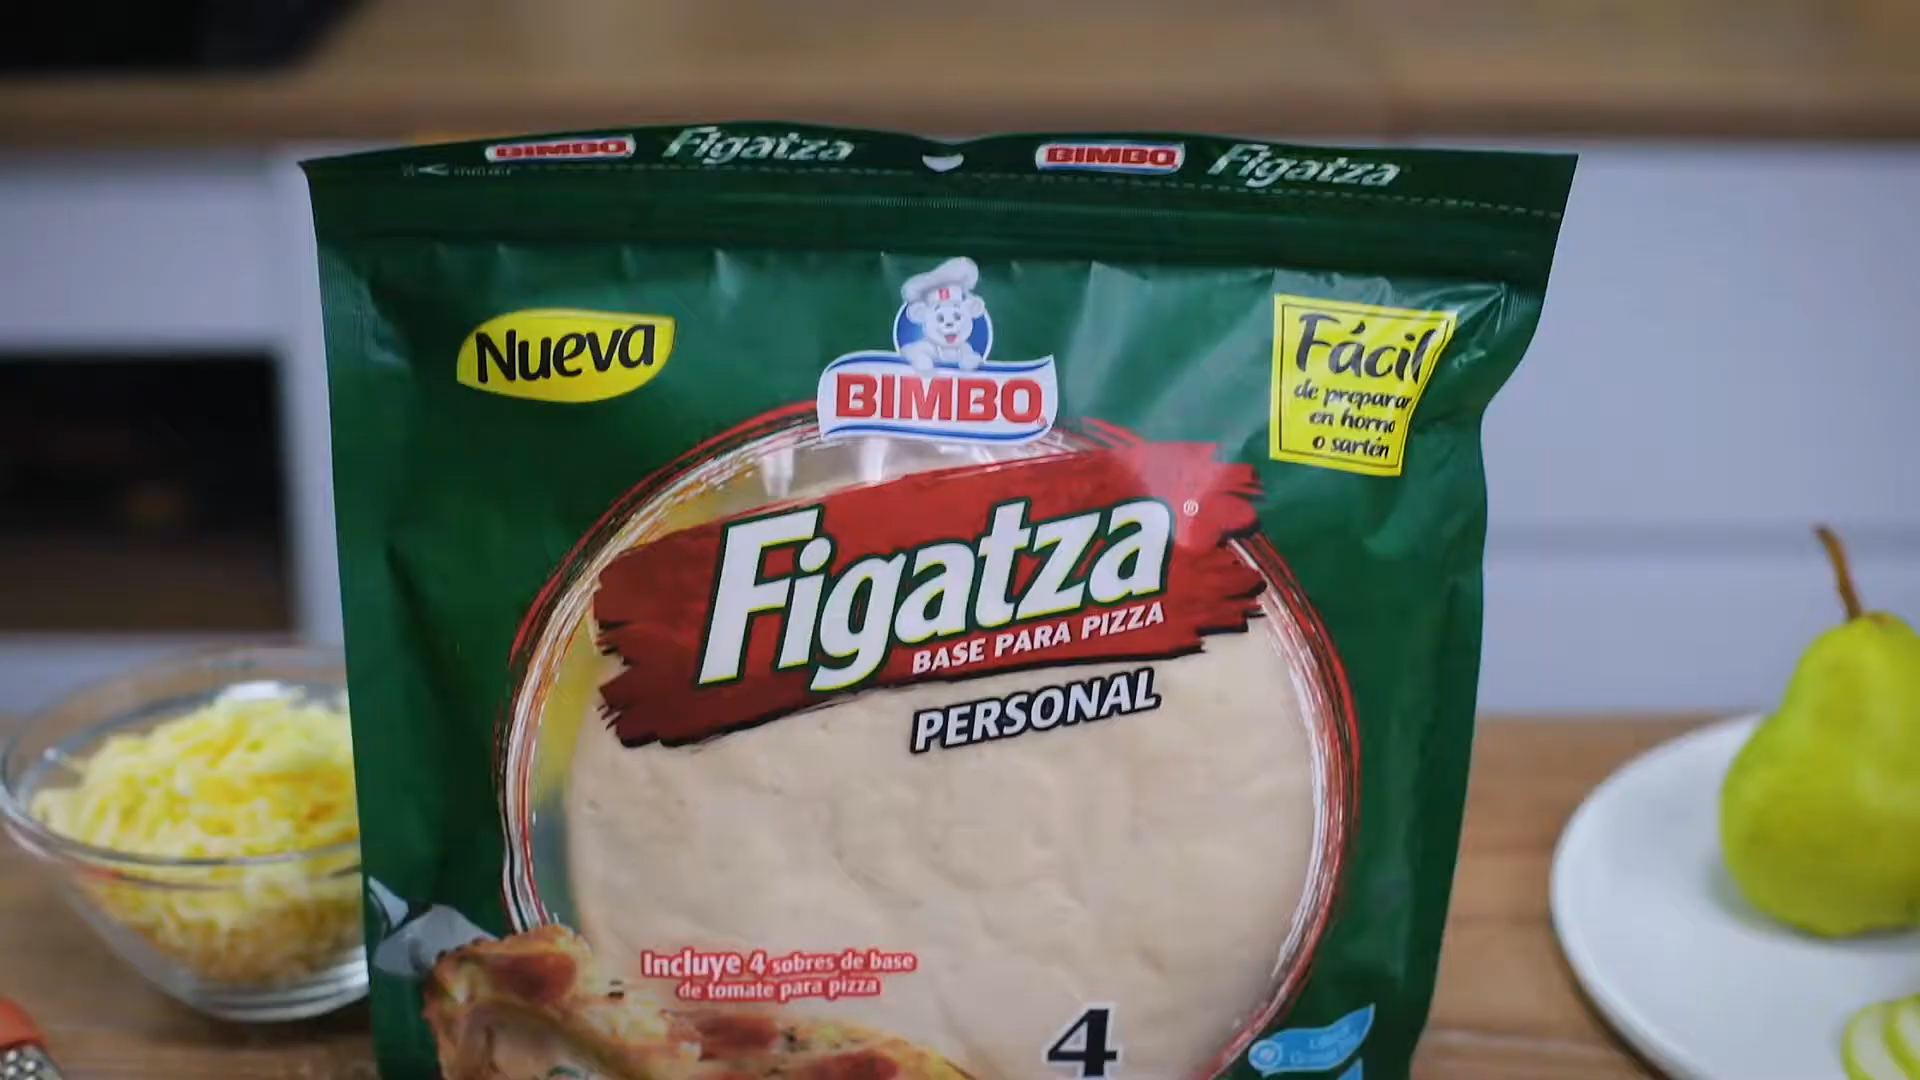 BIMBO Figatza BIMBO Figatza
Nueva
BIMBO
Fácil
de preparar
en horno
o sartén
Figatza®
BASE PARA PIZZA
PERSONAL
Incluye 4 sobres de base
de tomate para pizza
4